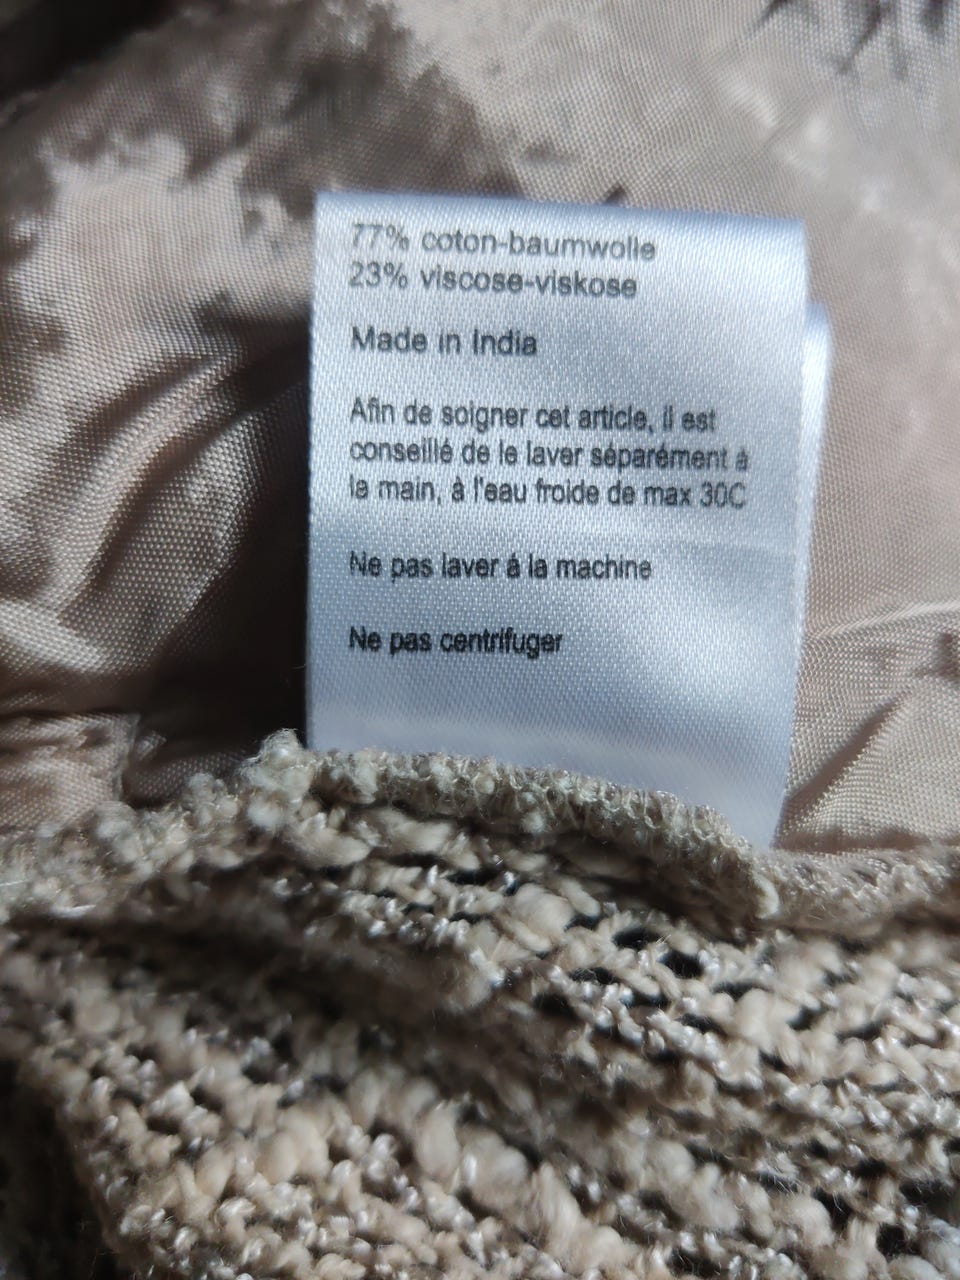 77% coton-baumwolle
23% viscose-viskose
Made in India
Afin de soigner cet article, il est
conseillé de le laver séparément à
la main, à l'eau froide de max 30C
Ne pas laver á la machine
Ne pas centrifuger